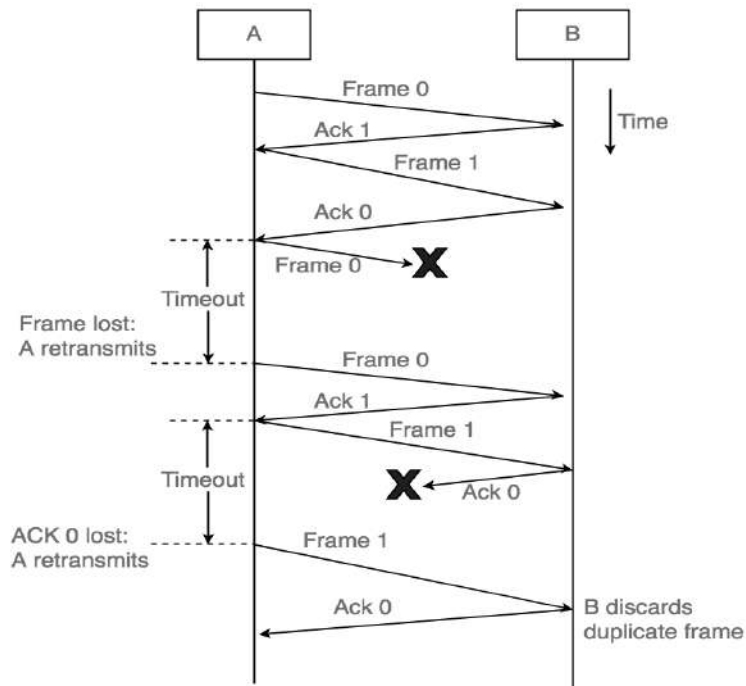 A
B
Frame 0
Time
Ack 1
Frame 1
Ack 0
Frame 0
Timeout
Frame lost:
A retransmits
Frame 0
Ack 1
Frame 1
Timeout
Ack 0
ACK 0 lost:
A retransmits
Frame 1
Ack 0
B discards
duplicate frame